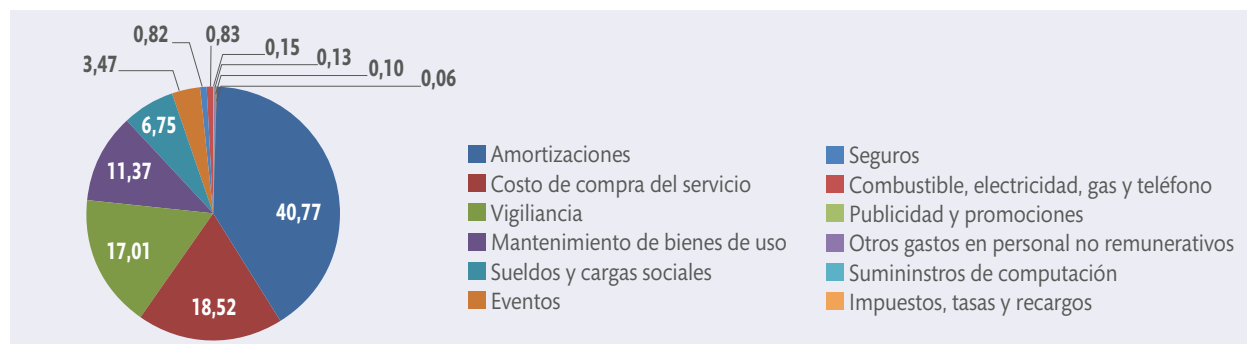 0,82
0,83
0,15
0,13
0,10
0,06
3,47
6,75
11,37
17,01
18,52
40,77
Amortizaciones
Costo de compra del servicio
Vigiliancia
Mantenimiento de bienes de uso
Sueldos y cargas sociales
Eventos
Seguros
Combustible, electricidad, gas y teléfono
Publicidad y promociones
Otros gastos en personal no remunerativos
Sumininstros de computación
Impuestos, tasas y recargos